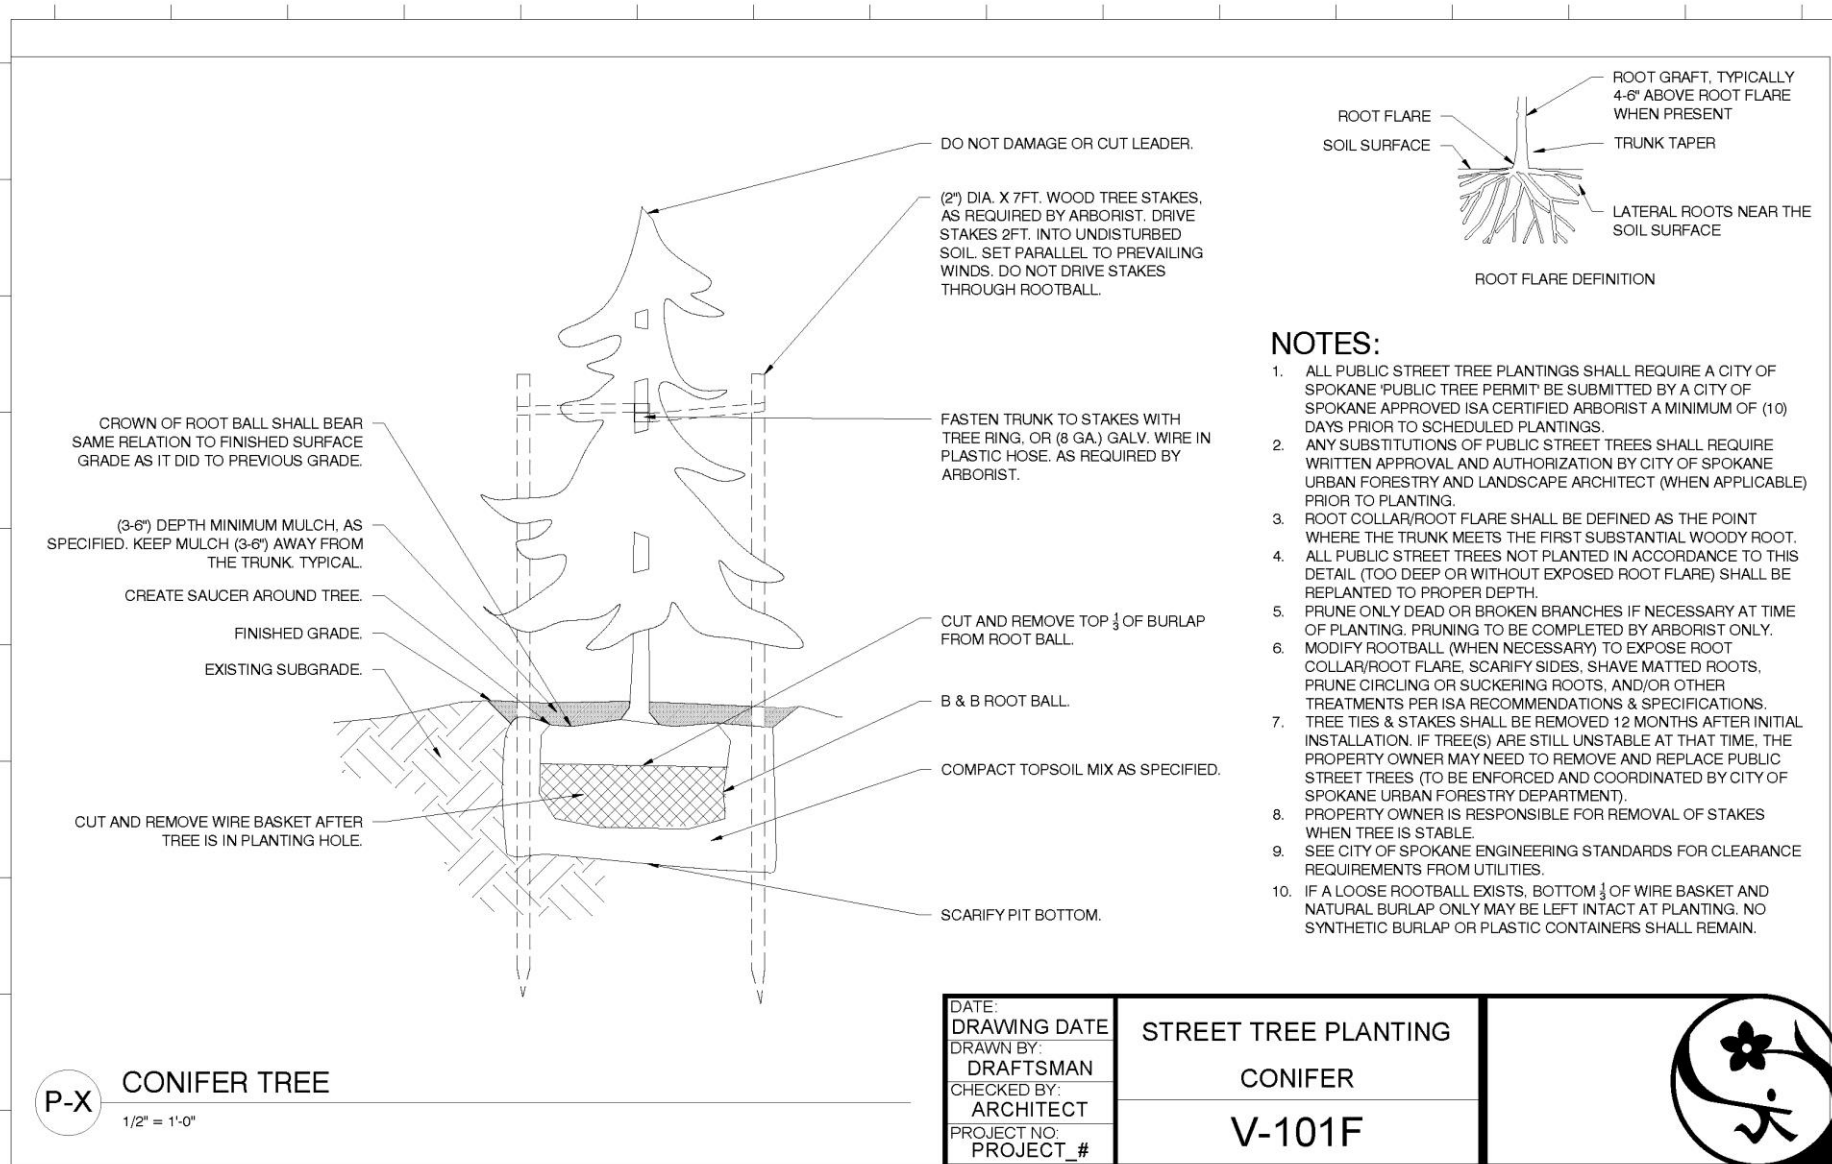 DO NOT DAMAGE OR CUT LEADER.
(2") DIA. X 7FT. WOOD TREE STAKES,
AS REQUIRED BY ARBORIST. DRIVE
STAKES 2FT. INTO UNDISTURBED
SOIL. SET PARALLEL TO PREVAILING
WINDS. DO NOT DRIVE STAKES
THROUGH ROOTBALL.
FASTEN TRUNK TO STAKES WITH
TREE RING, OR (8 GA.) GALV. WIRE IN
PLASTIC HOSE. AS REQUIRED BY
ARBORIST.
CUT AND REMOVE TOP 1/3 OF BURLAP
FROM ROOT BALL.
B & B ROOT BALL.
COMPACT TOPSOIL MIX AS SPECIFIED.
SCARIFY PIT BOTTOM.
CROWN OF ROOT BALL SHALL BEAR
SAME RELATION TO FINISHED SURFACE
GRADE AS IT DID TO PREVIOUS GRADE.
(3-6") DEPTH MINIMUM MULCH, AS
SPECIFIED. KEEP MULCH (3-6") AWAY FROM
THE TRUNK. TYPICAL.
CREATE SAUCER AROUND TREE.
FINISHED GRADE.
EXISTING SUBGRADE.
CUT AND REMOVE WIRE BASKET AFTER
TREE IS IN PLANTING HOLE.
ROOT GRAFT, TYPICALLY
4-6" ABOVE ROOT FLARE
WHEN PRESENT
ROOT FLARE
SOIL SURFACE
TRUNK TAPER
LATERAL ROOTS NEAR THE
SOIL SURFACE
ROOT FLARE DEFINITION
NOTES:
1. ALL PUBLIC STREET TREE PLANTINGS SHALL REQUIRE A CITY OF
SPOKANE 'PUBLIC TREE PERMIT' BE SUBMITTED BY A CITY OF
SPOKANE APPROVED ISA CERTIFIED ARBORIST A MINIMUM OF (10)
DAYS PRIOR TO SCHEDULED PLANTINGS.
2. ANY SUBSTITUTIONS OF PUBLIC STREET TREES SHALL REQUIRE
WRITTEN APPROVAL AND AUTHORIZATION BY CITY OF SPOKANE
URBAN FORESTRY AND LANDSCAPE ARCHITECT (WHEN APPLICABLE)
PRIOR TO PLANTING.
3. ROOT COLLAR/ROOT FLARE SHALL BE DEFINED AS THE POINT
WHERE THE TRUNK MEETS THE FIRST SUBSTANTIAL WOODY ROOT.
4. ALL PUBLIC STREET TREES NOT PLANTED IN ACCORDANCE TO THIS
DETAIL (TOO DEEP OR WITHOUT EXPOSED ROOT FLARE) SHALL BE
REPLANTED TO PROPER DEPTH.
5. PRUNE ONLY DEAD OR BROKEN BRANCHES IF NECESSARY AT TIME
OF PLANTING. PRUNING TO BE COMPLETED BY ARBORIST ONLY.
6. MODIFY ROOTBALL (WHEN NECESSARY) TO EXPOSE ROOT
COLLAR/ROOT FLARE, SCARIFY SIDES, SHAVE MATTED ROOTS,
PRUNE CIRCLING OR SUCKERING ROOTS, AND/OR OTHER
TREATMENTS PER ISA RECOMMENDATIONS & SPECIFICATIONS.
7. TREE TIES & STAKES SHALL BE REMOVED 12 MONTHS AFTER INITIAL
INSTALLATION. IF TREE(S) ARE STILL UNSTABLE AT THAT TIME, THE
PROPERTY OWNER MAY NEED TO REMOVE AND REPLACE PUBLIC
STREET TREES (TO BE ENFORCED AND COORDINATED BY CITY OF
SPOKANE URBAN FORESTRY DEPARTMENT).
8. PROPERTY OWNER IS RESPONSIBLE FOR REMOVAL OF STAKES
WHEN TREE IS STABLE.
9. SEE CITY OF SPOKANE ENGINEERING STANDARDS FOR CLEARANCE
REQUIREMENTS FROM UTILITIES.
10. IF A LOOSE ROOTBALL EXISTS, BOTTOM 1/3 OF WIRE BASKET AND
NATURAL BURLAP ONLY MAY BE LEFT INTACT AT PLANTING. NO
SYNTHETIC BURLAP OR PLASTIC CONTAINERS SHALL REMAIN.
P-X
CONIFER TREE
1/2" = 1'-0"
DATE:
DRAWING DATE
DRAWN BY:
DRAFTSMAN
CHECKED BY:
ARCHITECT
PROJECT NO:
PROJECT_#
STREET TREE PLANTING
CONIFER
V-101F